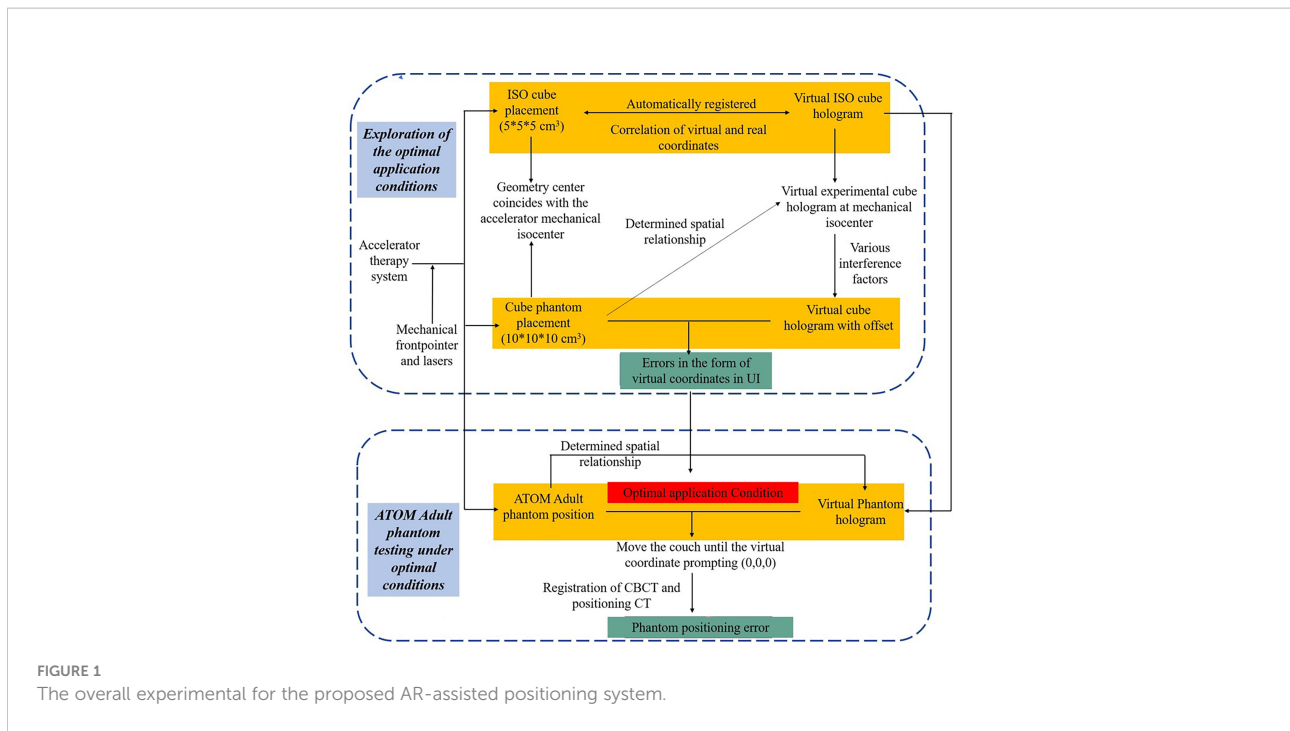 ISO cube
placement
(5*5*5 cm³)
Automatically registered
Correlation of virtual and real
coordinates
Virtual ISO cube
hologram
Exploration of
the optimal
application
conditions
Geometry center
coincides with the
accelerator mechanical
isocenter
Determined spatial
relationship
Virtual experimental cube
hologram at mechanical
isocenter
Various
interference
factors
Accelerator
therapy
system
Mechanical
frontpointer
and lasers
Cube phantom
placement
(10*10*10 cm³)
Virtual cube
hologram with offset
Errors in the form of
virtual coordinates in UI
Determined spatial
relationship
ATOM Adult
phantom
testing under
optimal
conditions
ATOM Adult
phantom position
Optimal application Condition
Virtual Phantom
hologram
Move the couch until the virtual
coordinate prompting (0,0,0)
Registration of CBCT and
positioning CT
Phantom positioning error
FIGURE 1
The overall experimental for the proposed AR-assisted positioning system.